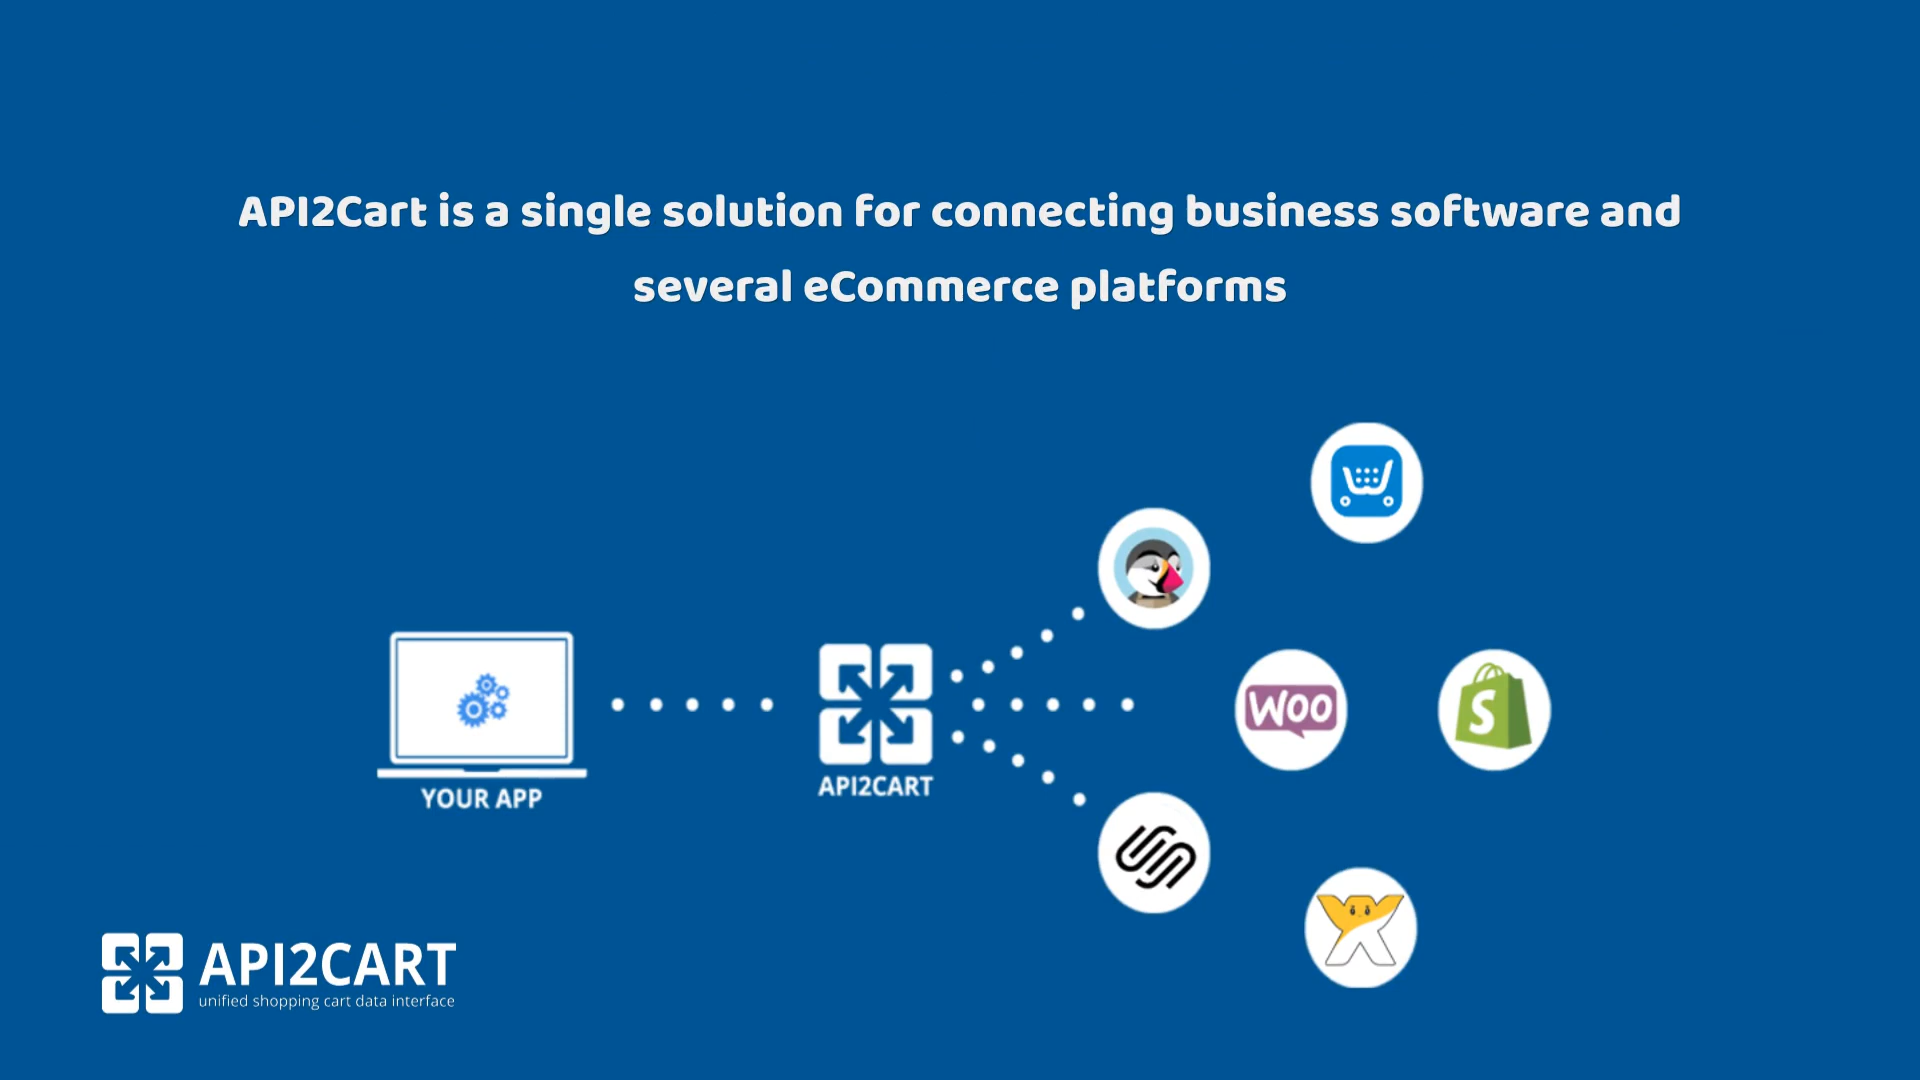 API2Cart is a single solution for connecting business software and
several eCommerce platforms
WOO
S
YOUR APP
API2CART
API2CART
unified shopping cart data interface